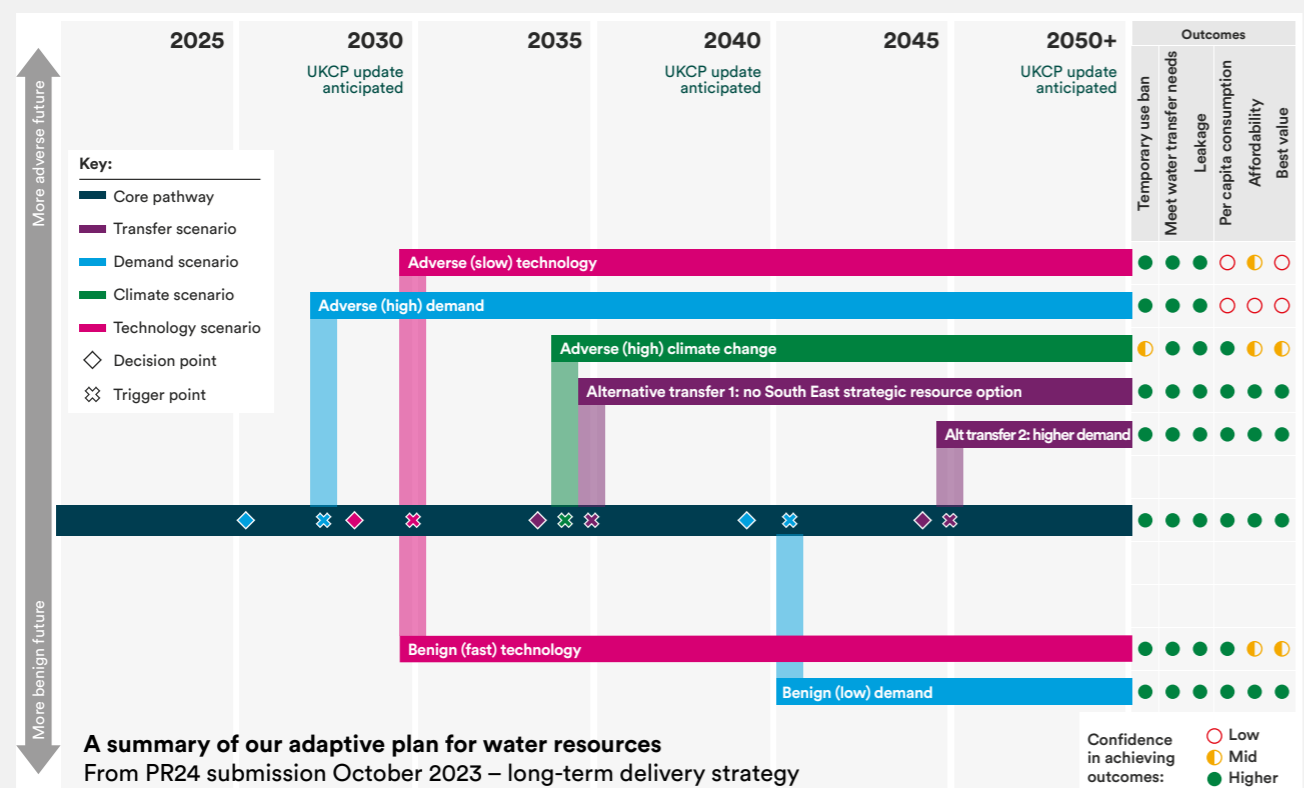 2025
2030
2035
2040
2045
2050+
UKCP update
anticipated
UKCP update
anticipated
UKCP update
anticipated
Outcomes
Temporary use ban
Meet water transfer needs
Leakage
Per capita consumption
Affordability
Best value
More adverse future
More benign future
Key:
Core pathway
Transfer scenario
Demand scenario
Climate scenario
Technology scenario
Decision point
Trigger point
Adverse (slow) technology
Adverse (high) demand
Adverse (high) climate change
Alternative transfer 1: no South East strategic resource option
Alt transfer 2: higher demand
Benign (fast) technology
Benign (low) demand
A summary of our adaptive plan for water resources
From PR24 submission October 2023 – long-term delivery strategy
Confidence
in achieving
outcomes:
Low
Mid
Higher